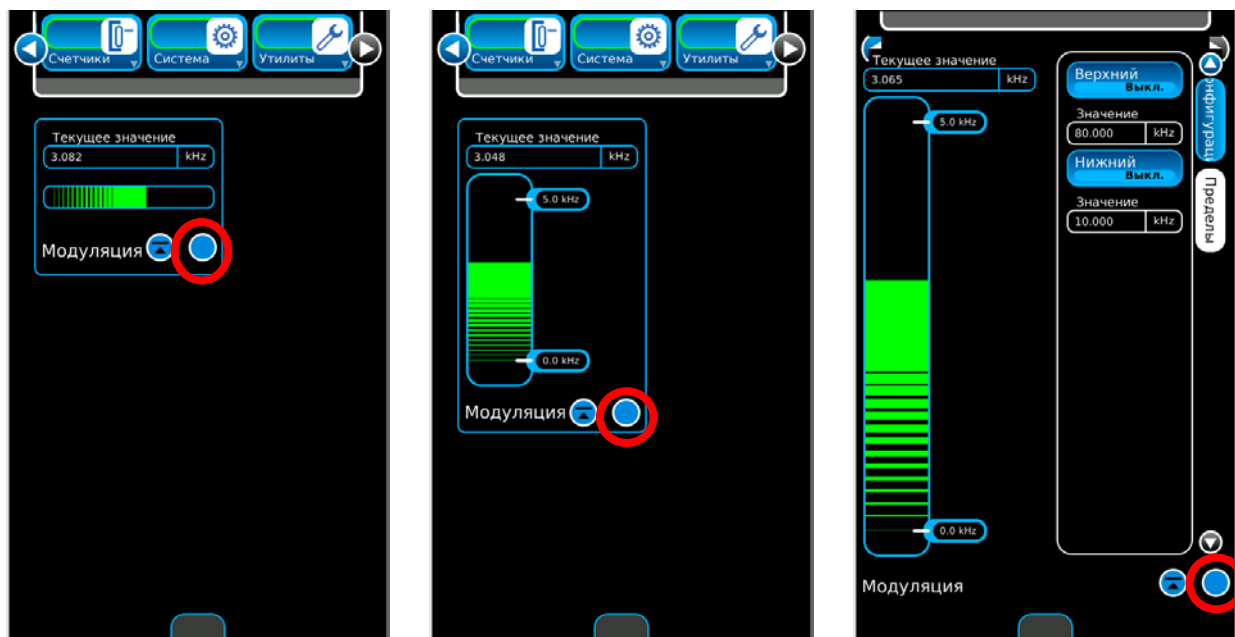 Счетчики
Система
Утилиты
Текущее значение
3.082 kHz
Модуляция
Счетчики
Система
Утилиты
Текущее значение
3.048 kHz
5.0 kHz
0.0 kHz
Модуляция
Текущее значение
3.065 kHz
5.0 kHz
0.0 kHz
Верхний
Выкл.
Значение
80.000 kHz
Нижний
Выкл.
Значение
10.000 kHz
Пределы
Модуляция